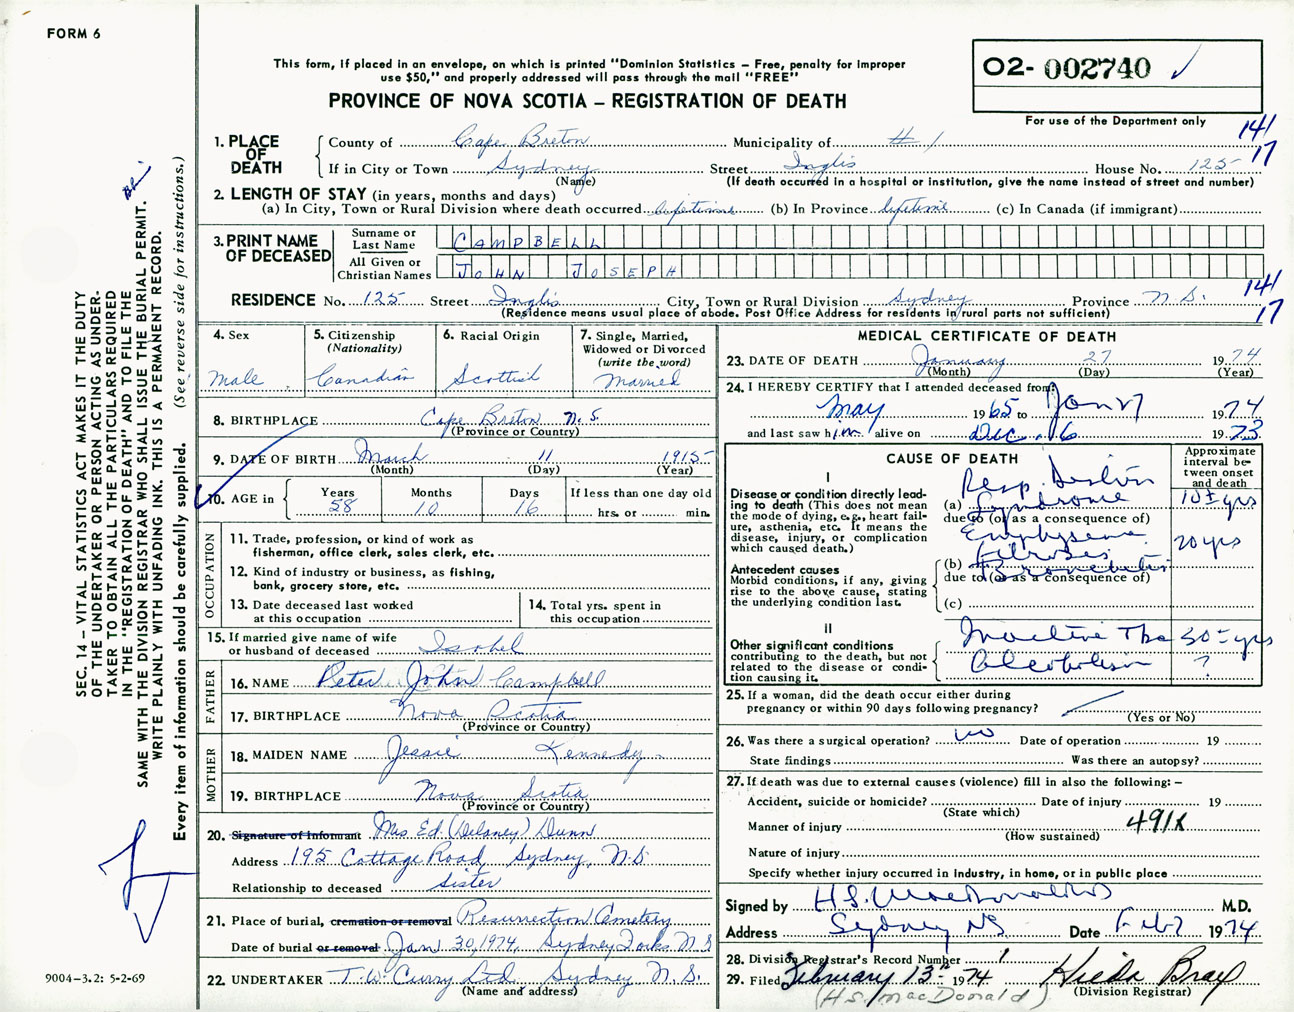 FORM 6
This form, if placed in an envelope, on which is printed "Dominion Statistics – Free, penalty for improper
use $50," and properly addressed will pass through the mail "FREE"
PROVINCE OF NOVA SCOTIA – REGISTRATION OF DEATH
02- 002740
For use of the Department only
141
17
1. PLACE OF DEATH
County of Cape Breton Municipality of # 1
If in City or Town Sydney Street Inglis House No. 125
(Name) (If death occurred in a hospital or institution, give the name instead of street and number)
2. LENGTH OF STAY (in years, months and days)
(a) In City, Town or Rural Division where death occurred lifetime (b) In Province lifetime (c) In Canada (if immigrant)
3. PRINT NAME OF DECEASED
Surname or Last Name CAMPBELL
All Given or Christian Names JOHN JOSEPH
RESIDENCE No. 125 Street Inglis City, Town or Rural Division Sydney Province N.S.
141
17
(Residence means usual place of abode. Post Office Address for residents in rural parts not sufficient)
4. Sex
Male
5. Citizenship
(Nationality)
Canadian
6. Racial Origin
Scottish
7. Single, Married,
Widowed or Divorced
(write the word)
Married
8. BIRTHPLACE Cape Breton N.S
(Province or Country)
9. DATE OF BIRTH March 11 1915
(Month) (Day) (Year)
10. AGE in
Years Months Days If less than one day old
58 10 16 hrs. or min.
OCCUPATION
11. Trade, profession, or kind of work as
fisherman, office clerk, sales clerk, etc.
12. Kind of industry or business, as fishing,
bank, grocery store, etc.
13. Date deceased last worked
at this occupation
14. Total yrs. spent in
this occupation
15. If married give name of wife
or husband of deceased Isobel
FATHER
16. NAME Peter John Campbell
17. BIRTHPLACE Nova Scotia
(Province or Country)
MOTHER
18. MAIDEN NAME Jessie Kennedy
19. BIRTHPLACE Nova Scotia
(Province or Country)
20. Signature of Informant Mrs. Ed. (Delaney) Dunn
Address 195 Cottage Road, Sydney, N.S.
Relationship to deceased Sister
21. Place of burial, cremation or removal Resurrection Cemetery
Date of burial or removal Jan 30, 1974, Sydney Forks N.S
22. UNDERTAKER T.W. Curry Ltd. Sydney N.S.
(Name and address)
MEDICAL CERTIFICATE OF DEATH
23. DATE OF DEATH January 27 1974
(Month) (Day) (Year)
24. I HEREBY CERTIFY that I attended deceased from
May 1965 to Jan 27 1974
and last saw him alive on Dec. 6 1973
CAUSE OF DEATH
Approximate
interval be-
tween onset
and death
I
Disease or condition directly lead-
ing to death (This does not mean
the mode of dying, e.g., heart fail-
ure, asthenia, etc. It means the
disease, injury, or complication
which caused death.)
(a) Resp. Syndrome 10± yrs
due to (or as a consequence of)
Emphysema
Fibrosis 20 yrs
Antecedent causes
Morbid conditions, if any, giving
rise to the above cause, stating
the underlying condition last.
(b) Bronchitis
due to (or as a consequence of)
(c)
II
Other significant conditions
contributing to the death, but not
related to the disease or condi-
tion causing it.
Inactive Tbc 30± yrs
Alcoholism ?
25. If a woman, did the death occur either during
pregnancy or within 90 days following pregnancy?
(Yes or No)
26. Was there a surgical operation? no Date of operation 19
State findings Was there an autopsy?
27. If death was due to external causes (violence) fill in also the following: –
Accident, suicide or homicide? Date of injury 19
(State which)
Manner of injury 491X
(How sustained)
Nature of injury
Specify whether injury occurred in industry, in home, or in public place
Signed by H.S. MacDonald M.D.
Address Sydney NS Date Feb 7 1974
28. Division Registrar's Record Number 1
29. Filed February 13th 1974 Hilda Bray
(H.S. MacDonald) (Division Registrar)
SEC. 14 – VITAL STATISTICS ACT MAKES IT THE DUTY
OF THE UNDERTAKER OR PERSON ACTING AS UNDER-
TAKER TO OBTAIN ALL THE PARTICULARS REQUIRED
IN THE "REGISTRATION OF DEATH" AND TO FILE THE
SAME WITH THE DIVISION REGISTRAR WHO SHALL ISSUE THE BURIAL PERMIT.
WRITE PLAINLY WITH UNFADING INK. THIS IS A PERMANENT RECORD.
Every item of information should be carefully supplied. (See reverse side for instructions.)
9004-3.2: 5-2-69